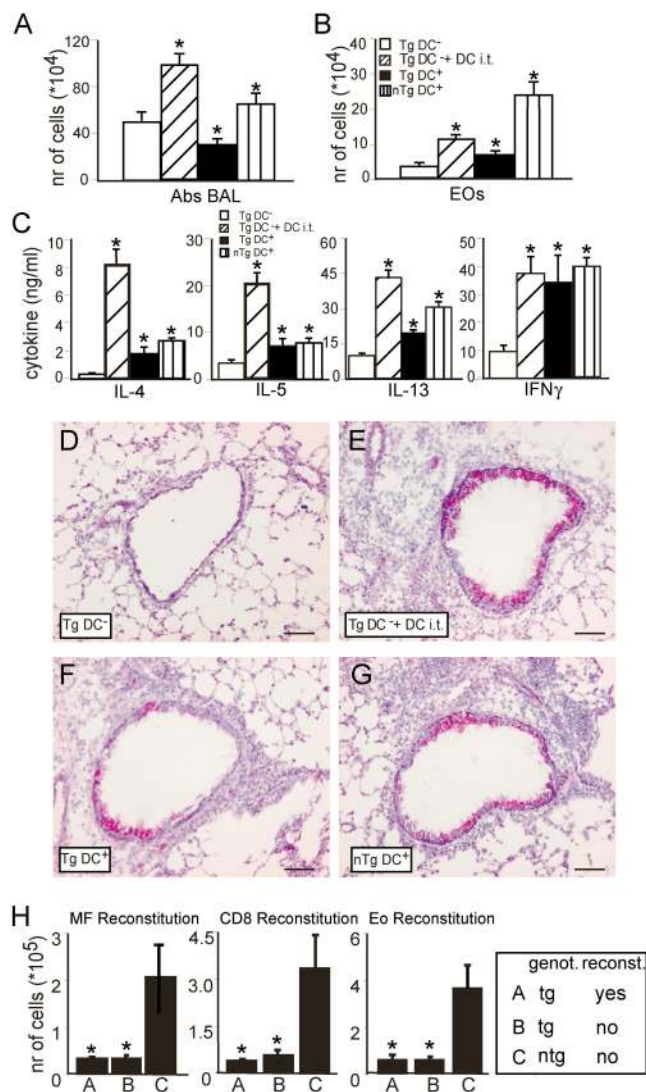 A
B
120
80
40
0
nr of cells (*10⁴)
*
*
*
Abs BAL
40
30
20
10
0
nr of cells (*10⁴)
Tg DC⁻
Tg DC⁻+ DC i.t.
Tg DC⁺
nTg DC⁺
*
*
*
EOs
C
Tg DC⁻
Tg DC⁻+ DC i.t.
Tg DC⁺
nTg DC⁺
cytokine (ng/ml)
10
8
6
4
2
0
*
*
*
IL-4
30
20
10
0
*
*
*
IL-5
60
45
30
15
0
*
*
*
IL-13
50
40
30
20
10
0
*
*
*
IFNγ
D
Tg DC⁻
E
Tg DC⁻+ DC i.t.
F
Tg DC⁺
G
nTg DC⁺
H
MF Reconstitution
CD8 Reconstitution
Eo Reconstitution
nr of cells (*10⁵)
3
2
1
0
*
*
A
B
C
4.5
3.0
1.5
0
*
*
A
B
C
6
4
2
0
*
*
A
B
C
genot. reconst.
A tg yes
B tg no
C ntg no